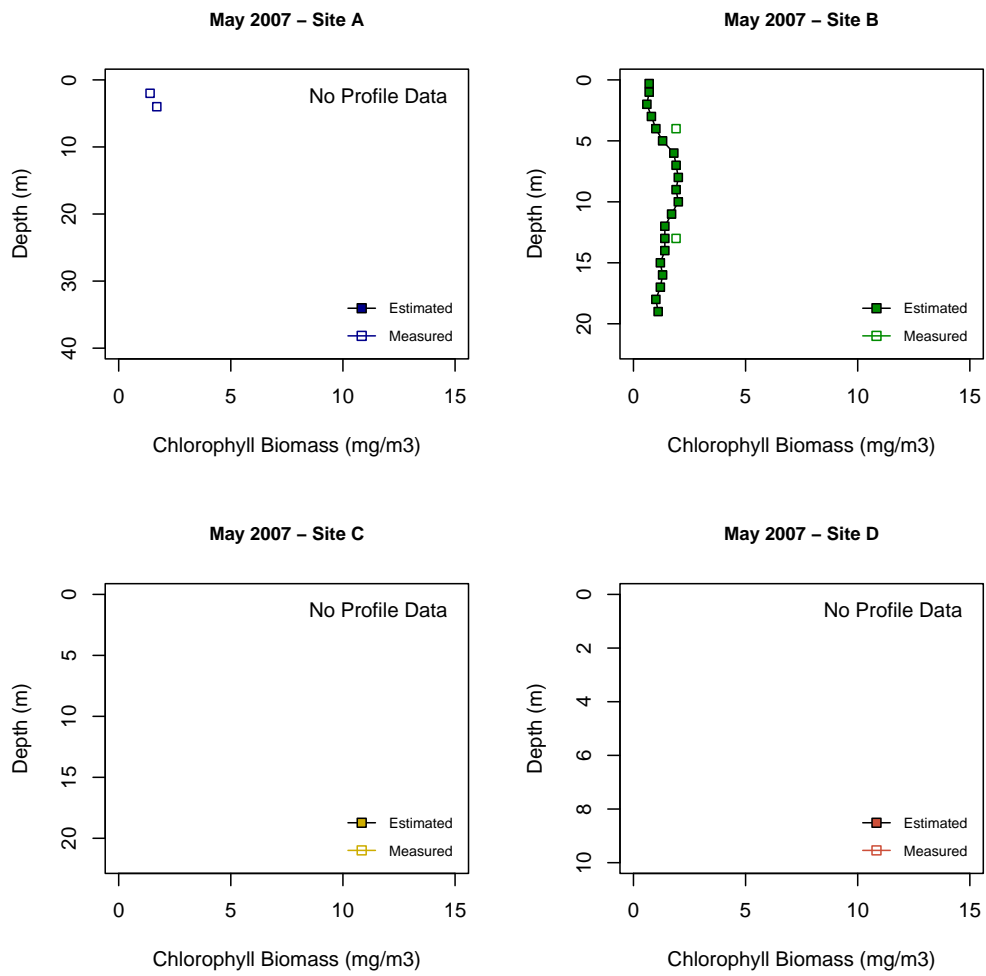 May 2007 – Site A
No Profile Data
0
10
20
30
40
Depth (m)
Estimated
Measured
0 5 10 15
Chlorophyll Biomass (mg/m3)
May 2007 – Site B
0
5
10
15
20
Depth (m)
Estimated
Measured
0 5 10 15
Chlorophyll Biomass (mg/m3)
May 2007 – Site C
No Profile Data
0
5
10
15
20
Depth (m)
Estimated
Measured
0 5 10 15
Chlorophyll Biomass (mg/m3)
May 2007 – Site D
No Profile Data
0
2
4
6
8
10
Depth (m)
Estimated
Measured
0 5 10 15
Chlorophyll Biomass (mg/m3)